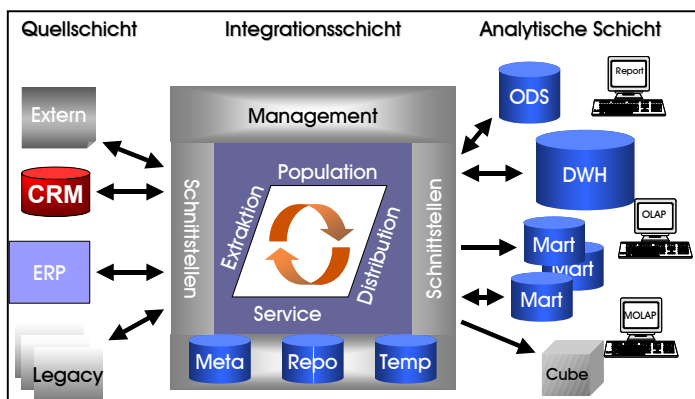 Quellschicht
Integrationsschicht
Analytische Schicht
Extern
CRM
ERP
Legacy
Management
Schnittstellen
Population
Extraktion
Distribution
Service
Schnittstellen
Meta
Repo
Temp
ODS
Report
DWH
OLAP
Mart
Mart
Mart
MOLAP
Cube